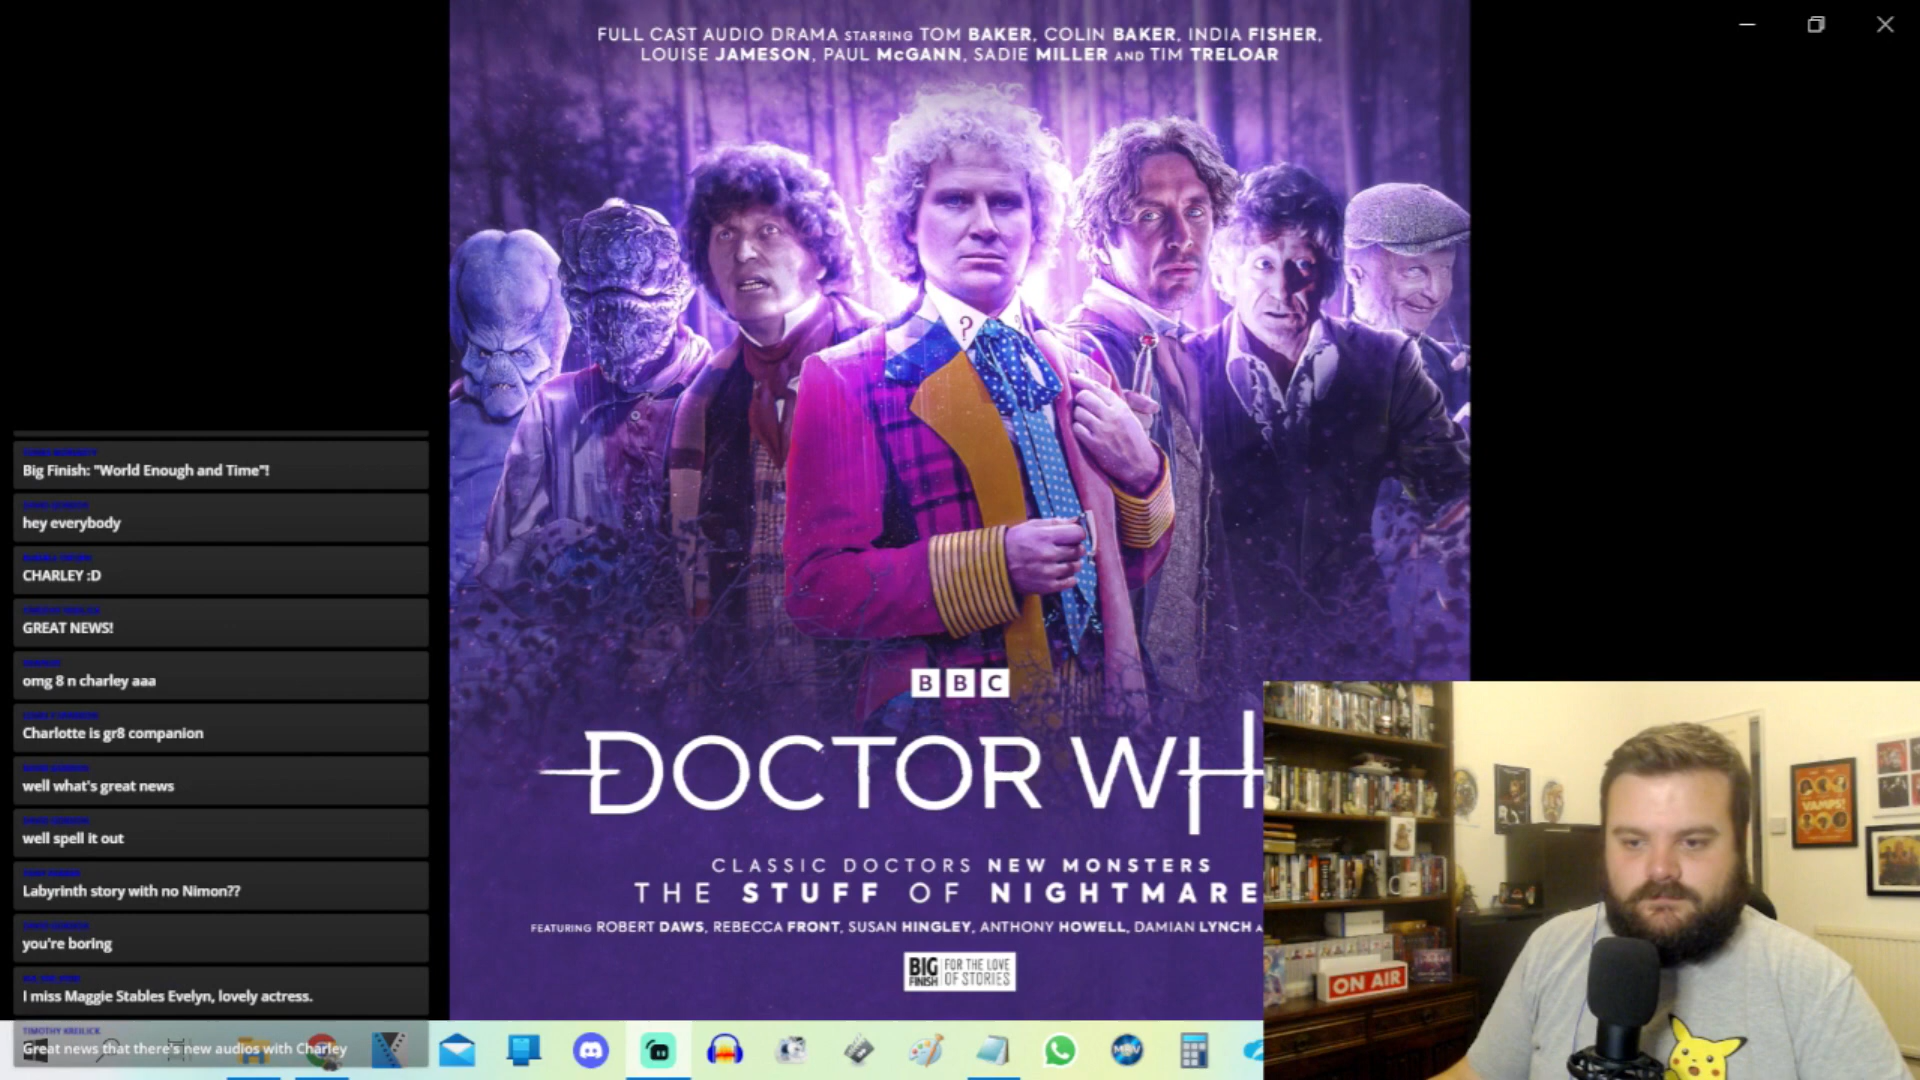 FULL CAST AUDIO DRAMA STARRING TOM BAKER, COLIN BAKER, INDIA FISHER,
LOUISE JAMESON, PAUL McGANN, SADIE MILLER AND TIM TRELOAR
?
BBC
DOCTOR WH
CLASSIC DOCTORS NEW MONSTERS
THE STUFF OF NIGHTMARE
FEATURING ROBERT DAWS, REBECCA FRONT, SUSAN HINGLEY, ANTHONY HOWELL, DAMIAN LYNCH A
BIG FINISH
FOR THE LOVE
OF STORIES
Big Finish: "World Enough and Time"!
hey everybody
CHARLEY :D
GREAT NEWS!
omg 8 n charley aaa
Charlotte is gr8 companion
well what's great news
well spell it out
Labyrinth story with no Nimon??
you're boring
I miss Maggie Stables Evelyn, lovely actress.
TIMOTHY KREILICK
Great news that there's new audios with Charley
VAMPS!
ON AIR